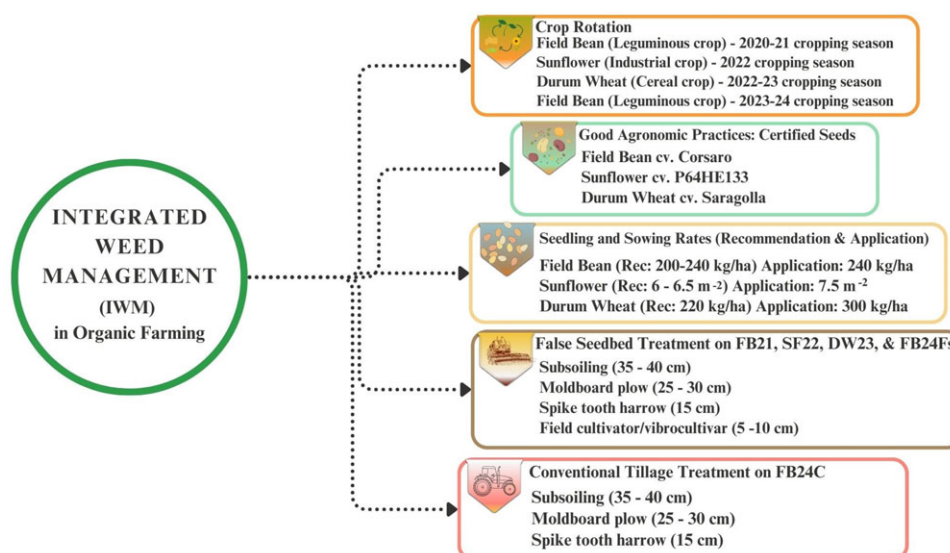 INTEGRATED
WEED
MANAGEMENT
(IWM)
in Organic Farming
Crop Rotation
Field Bean (Leguminous crop) - 2020-21 cropping season
Sunflower (Industrial crop) - 2022 cropping season
Durum Wheat (Cereal crop) - 2022-23 cropping season
Field Bean (Leguminous crop) - 2023-24 cropping season
Good Agronomic Practices: Certified Seeds
Field Bean cv. Corsaro
Sunflower cv. P64HE133
Durum Wheat cv. Saragolla
Seedling and Sowing Rates (Recommendation & Application)
Field Bean (Rec: 200-240 kg/ha) Application: 240 kg/ha
Sunflower (Rec: 6 - 6.5 m⁻²) Application: 7.5 m⁻²
Durum Wheat (Rec: 220 kg/ha) Application: 300 kg/ha
False Seedbed Treatment on FB21, SF22, DW23, & FB24Fs
Subsoiling (35 - 40 cm)
Moldboard plow (25 - 30 cm)
Spike tooth harrow (15 cm)
Field cultivator/vibrocultivar (5 -10 cm)
Conventional Tillage Treatment on FB24C
Subsoiling (35 - 40 cm)
Moldboard plow (25 - 30 cm)
Spike tooth harrow (15 cm)